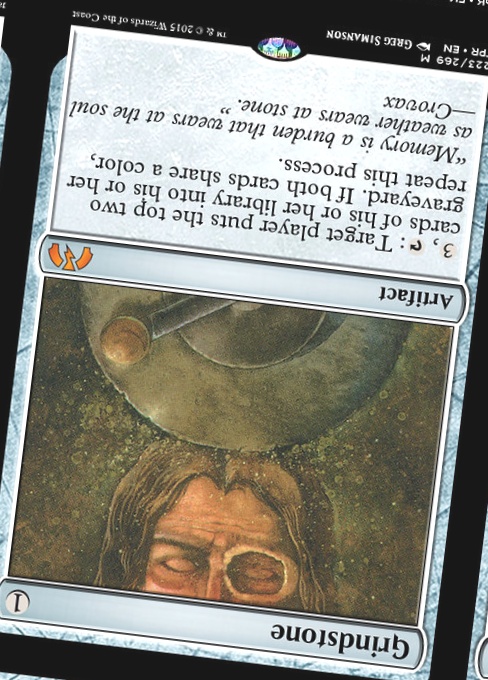 Grindstone
1
Artifact
3, T: Target player puts the top two
cards of his or her library into his or her
graveyard. If both cards share a color,
repeat this process.
"Memory is a burden that wears at the soul
as weather wears at stone."
—Crovax
223/269 M
TPR • EN GREG SIMANSON
™ & © 2015 Wizards of the Coast